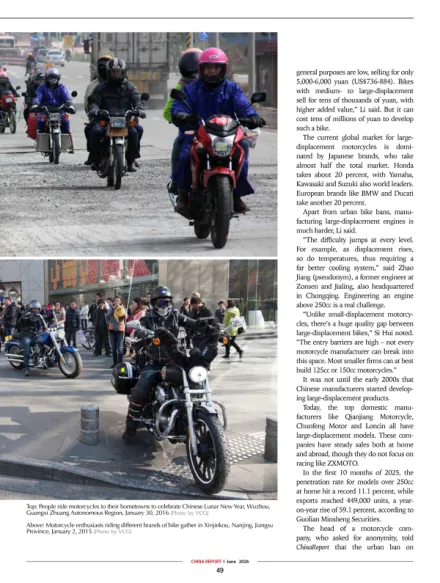 general purposes are low, selling for only
5,000-6,000 yuan (US$736-884). Bikes
with medium- to large-displacement
sell for tens of thousands of yuan, with
higher added value,” Li said. But it can
cost tens of millions of yuan to develop
such a bike.
The current global market for large-
displacement motorcycles is domi-
nated by Japanese brands, who take
almost half the total market. Honda
takes about 20 percent, with Yamaha,
Kawasaki and Suzuki also world leaders.
European brands like BMW and Ducati
take another 20 percent.
Apart from urban bike bans, manu-
facturing large-displacement engines is
much harder, Li said.
“The difficulty jumps at every level.
For example, as displacement rises,
so do temperatures, thus requiring a
far better cooling system,” said Zhao
Jiang (pseudonym), a former engineer at
Zonsen and Jialing, also headquartered
in Chongqing. Engineering an engine
above 250cc is a real challenge.
“Unlike small-displacement motorcy-
cles, there’s a huge quality gap between
large-displacement bikes,” Si Hui noted.
“The entry barriers are high – not every
motorcycle manufacturer can break into
this space. Most smaller firms can at best
build 125cc or 150cc motorcycles.”
It was not until the early 2000s that
Chinese manufacturers started develop-
ing large-displacement products.
Today, the top domestic manu-
facturers like Qianjiang Motorcycle,
Chunfeng Motor and Loncin all have
large-displacement models. These com-
panies have steady sales both at home
and abroad, though they do not focus on
racing like ZXMOTO.
In the first 10 months of 2025, the
penetration rate for models over 250cc
at home hit a record 11.1 percent, while
exports reached 449,000 units, a year-
on-year rise of 59.1 percent, according to
Guolian Minsheng Securities.
The head of a motorcycle com-
pany, who asked for anonymity, told
ChinaReport that the urban ban on
Top: People ride motorcycles to their hometowns to celebrate Chinese Lunar New Year, Wuzhou,
Guangxi Zhuang Autonomous Region, January 30, 2016 (Photo by VCG)
Above: Motorcycle enthusiasts riding different brands of bike gather in Xinjiekou, Nanjing, Jiangsu
Province, January 2, 2015 (Photo by VCG)
CHINA REPORT I June 2026
49